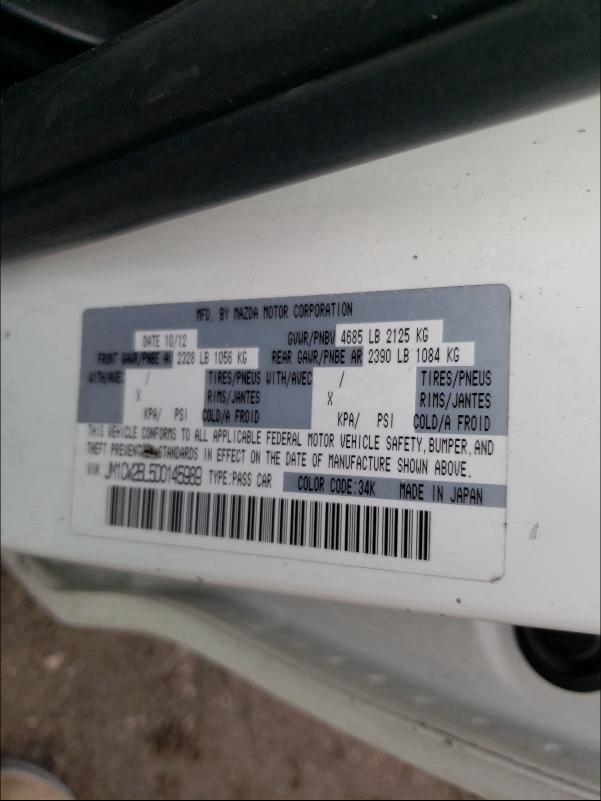 MFD. BY MAZDA MOTOR CORPORATION
DATE 10/12 GVWR/PNBV 4685 LB 2125 KG
FRONT GAWR/PNBE AV 2328 LB 1056 KG REAR GAWR/PNBE AR 2390 LB 1084 KG
WITH/AVEC / TIRES/PNEUS WITH/AVEC / TIRES/PNEUS
X RIMS/JANTES X RIMS/JANTES
KPA/ PSI COLD/A FROID KPA/ PSI COLD/A FROID
THIS VEHICLE CONFORMS TO ALL APPLICABLE FEDERAL MOTOR VEHICLE SAFETY, BUMPER, AND
THEFT PREVENTION STANDARDS IN EFFECT ON THE DATE OF MANUFACTURE SHOWN ABOVE.
VIN JM1CW2BL5D0145989 TYPE:PASS CAR COLOR CODE:34K MADE IN JAPAN